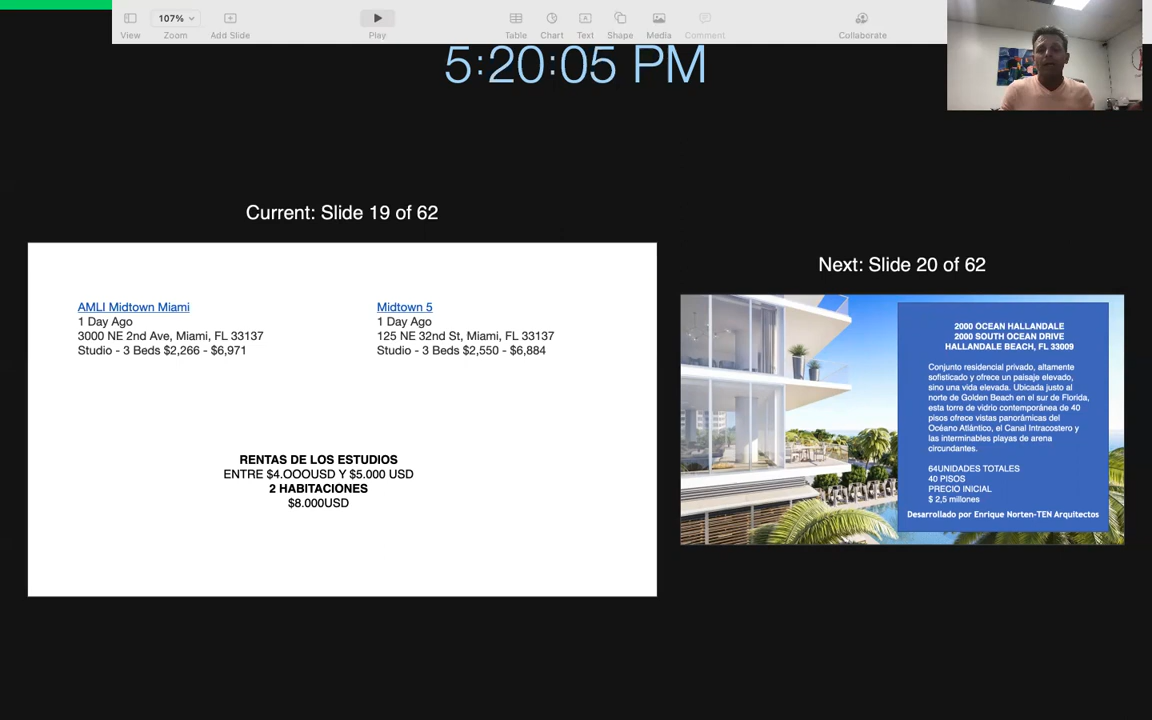 107%
View
Zoom
Add Slide
Play
Table
Chart
Text
Shape
Media
Comment
Collaborate
5:20:05 PM
Current: Slide 19 of 62
AMLI Midtown Miami
1 Day Ago
3000 NE 2nd Ave, Miami, FL 33137
Studio - 3 Beds $2,266 - $6,971
Midtown 5
1 Day Ago
125 NE 32nd St, Miami, FL 33137
Studio - 3 Beds $2,550 - $6,884
RENTAS DE LOS ESTUDIOS
ENTRE $4.OOOUSD Y $5.000 USD
2 HABITACIONES
$8.000USD
Next: Slide 20 of 62
2000 OCEAN HALLANDALE
2000 SOUTH OCEAN DRIVE
HALLANDALE BEACH, FL 33009
Conjunto residencial privado, altamente
sofisticado y ofrece un paisaje elevado,
sino una vida elevada. Ubicada justo al
norte de Golden Beach en el sur de Florida,
esta torre de vidrio contemporánea de 40
pisos ofrece vistas panorámicas del
Océano Atlántico, el Canal Intracostero y
las interminables playas de arena
circundantes.
64UNIDADES TOTALES
40 PISOS
PRECIO INICIAL
$ 2,5 millones
Desarrollado por Enrique Norten-TEN Arquitectos